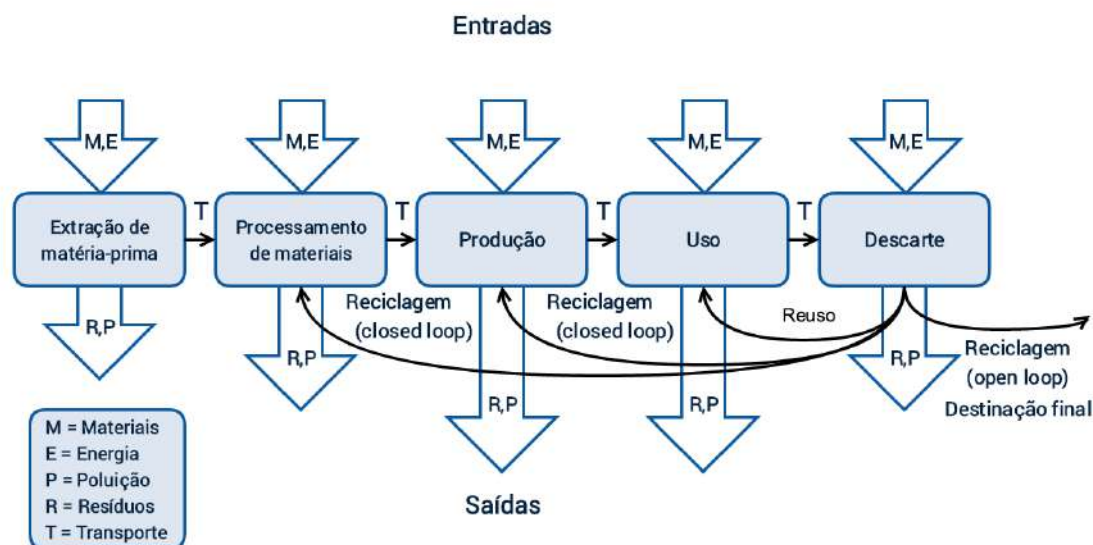 Entradas
M,E
M,E
M,E
M,E
M,E
Extração de
matéria-prima
T
Processamento
de materiais
T
Produção
T
Uso
T
Descarte
Reciclagem
(closed loop)
Reciclagem
(closed loop)
Reuso
Reciclagem
(open loop)
Destinação final
R,P
R,P
R,P
R,P
R,P
M = Materiais
E = Energia
P = Poluição
R = Resíduos
T = Transporte
Saídas